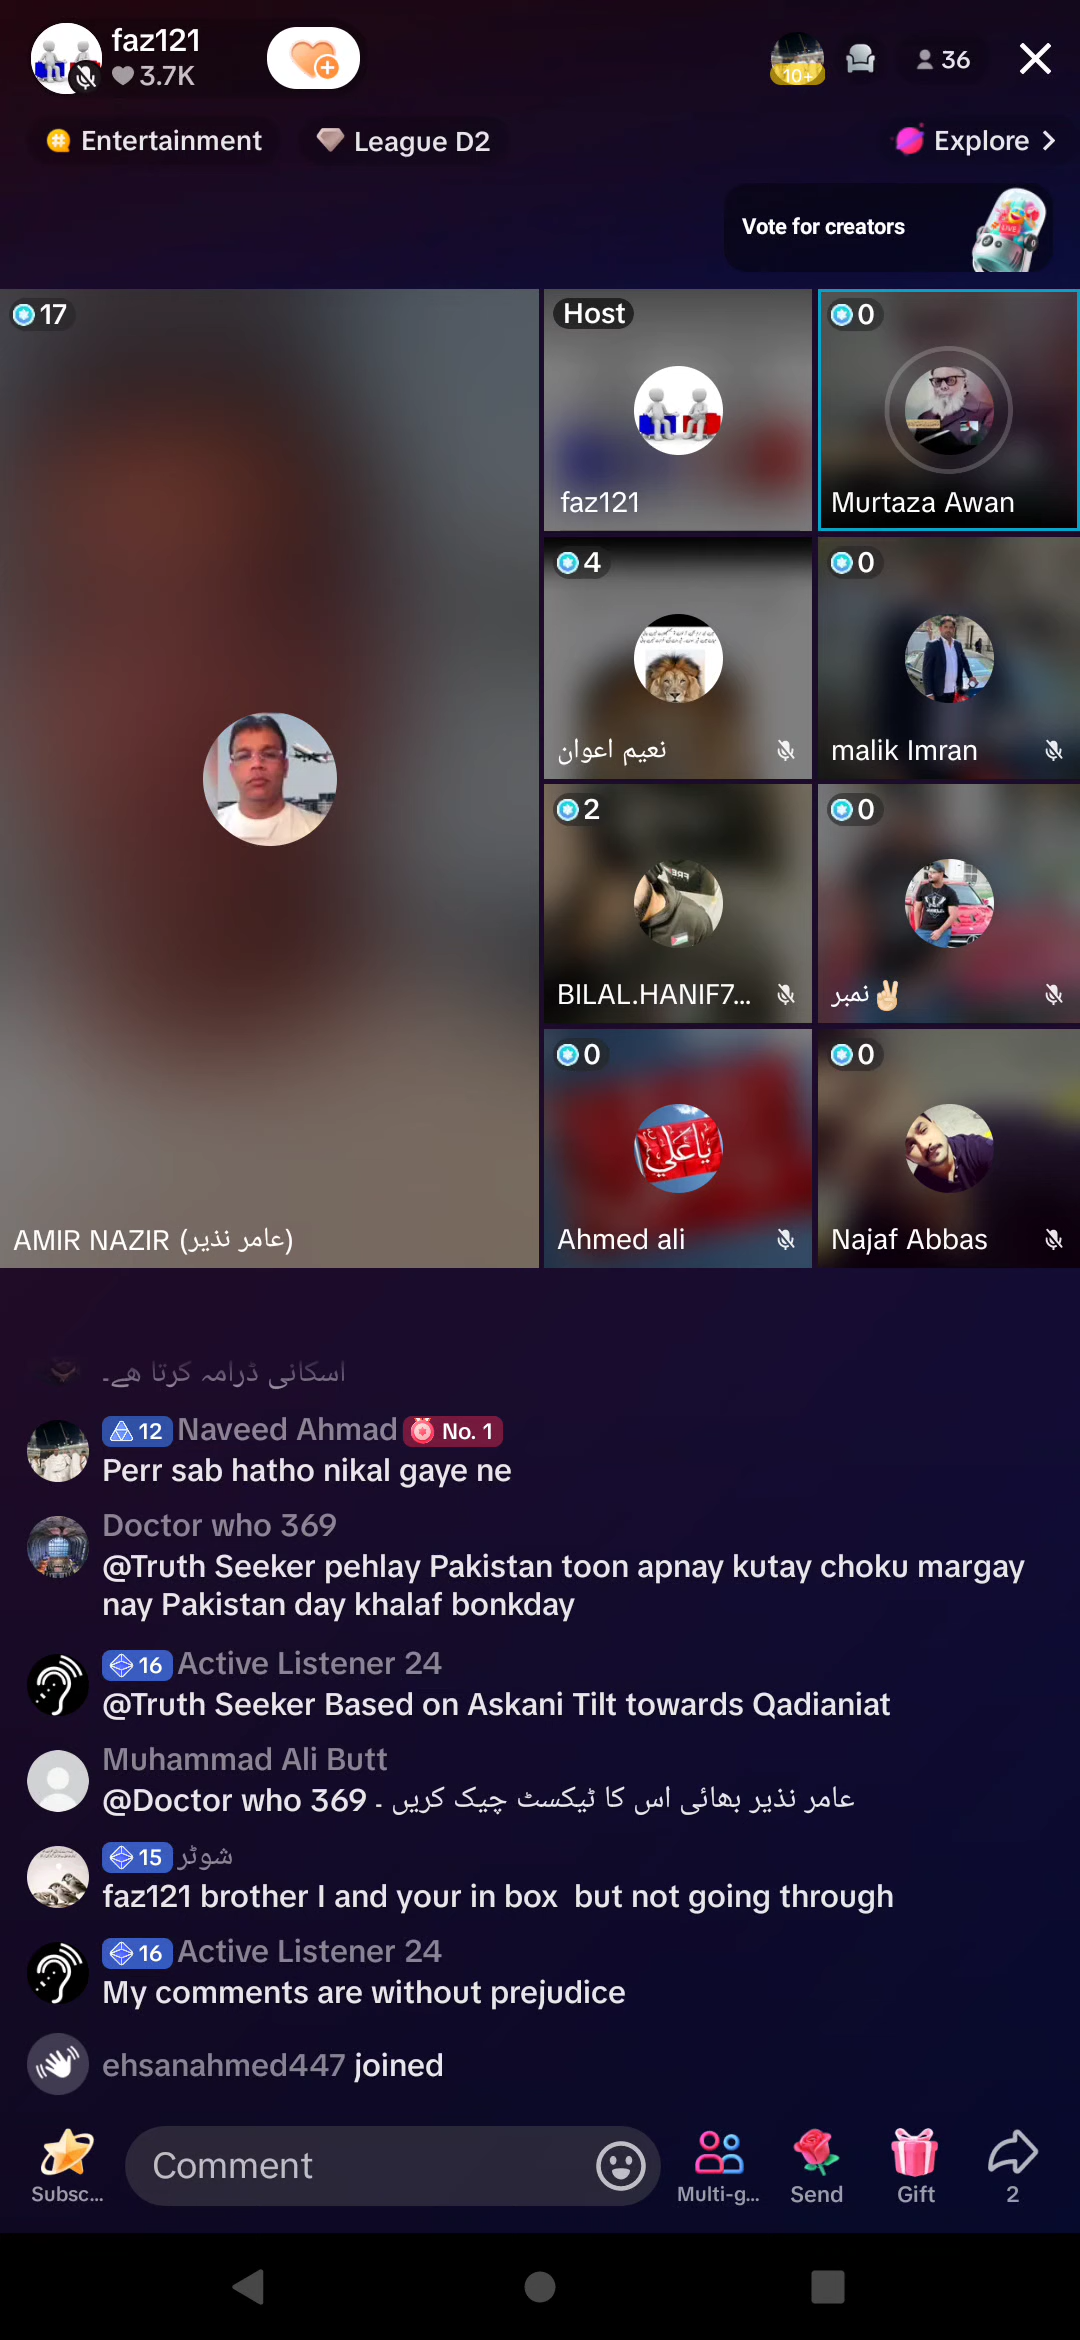 faz121
3.7K
10+
36
Entertainment
League D2
Explore
Vote for creators
17
Host
0
faz121
Murtaza Awan
4
0
نعیم اعوان
malik Imran
2
0
BILAL.HANIF7...
نمبر✌🏻
0
0
يا علي
Ahmed ali
Najaf Abbas
AMIR NAZIR (عامر نذیر)
اسکانی ڈرامہ کرتا ھے۔
12 Naveed Ahmad No. 1
Perr sab hatho nikal gaye ne
Doctor who 369
@Truth Seeker pehlay Pakistan toon apnay kutay choku margay
nay Pakistan day khalaf bonkday
16 Active Listener 24
@Truth Seeker Based on Askani Tilt towards Qadianiat
Muhammad Ali Butt
@Doctor who 369 عامر نذیر بھائی اس کا ٹیکسٹ چیک کریں ۔
15 شوٹر
faz121 brother I and your in box but not going through
16 Active Listener 24
My comments are without prejudice
ehsanahmed447 joined
Comment
Subsc...
Multi-g...
Send
Gift
2